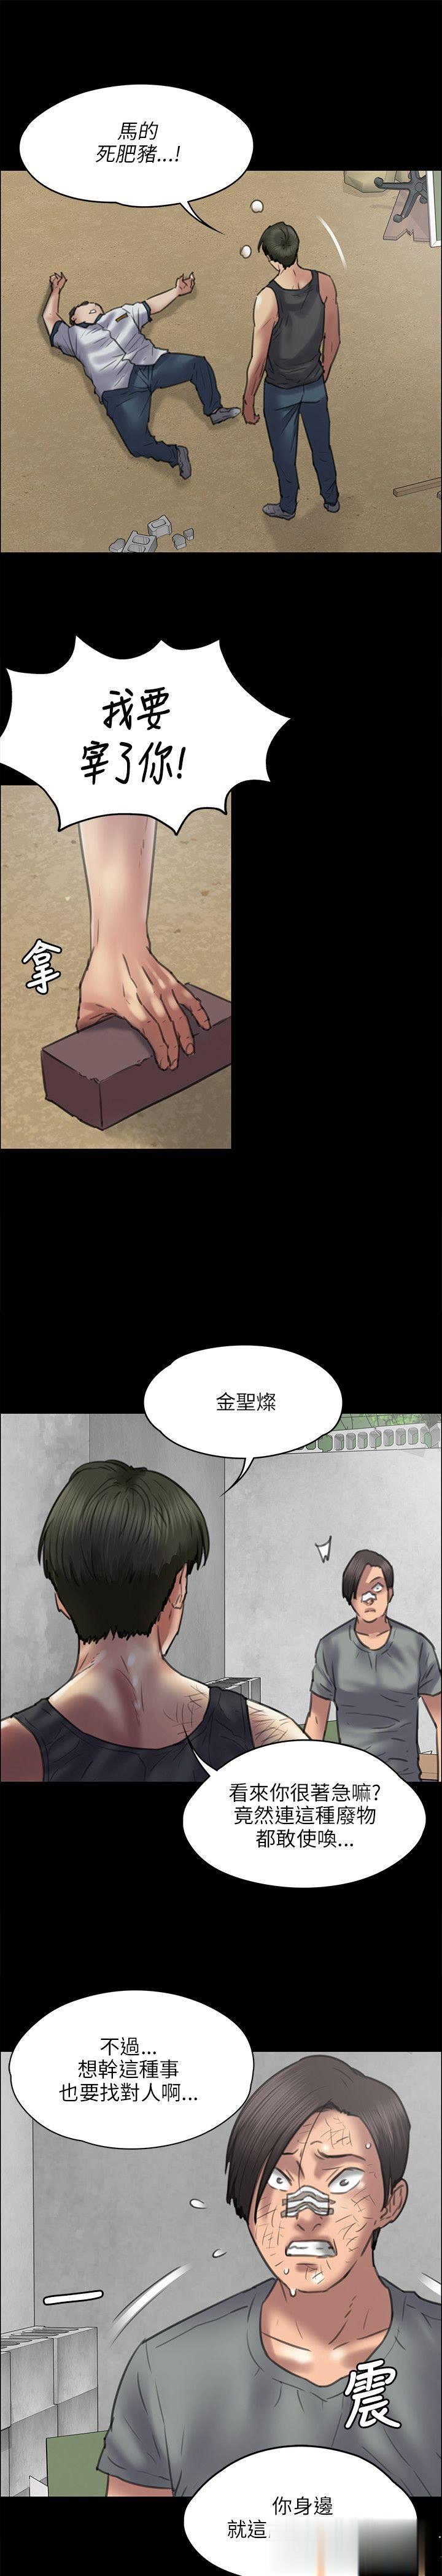 馬的
死肥豬...!
我要
宰了你!
拿
金聖燦
看來你很著急嘛?
竟然連這種廢物
都敢使喚...
不過...
想幹這種事
也要找對人啊...
震
你身邊
就這